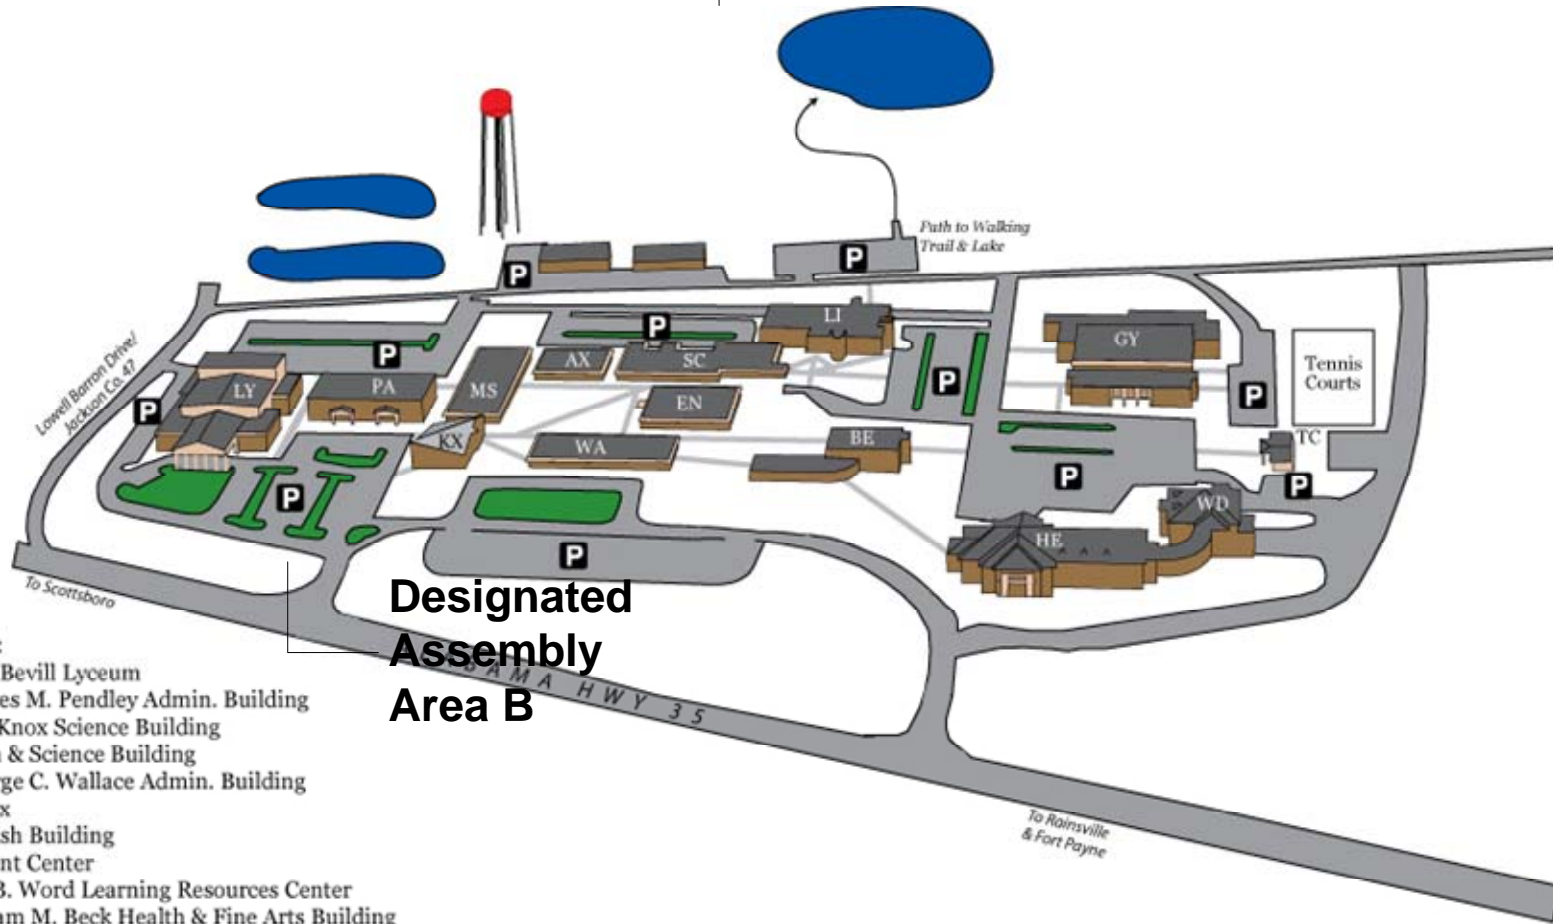 Path to Walking
Trail & Lake
P
P
LI
P
GY
P
AX
SC
Tennis
Courts
Lowell Barron Drive/
Jackson Co. 47
LY
PA
MS
P
P
P
EN
KX
WA
BE
TC
P
P
P
WD
P
HE
To Scottsboro
Designated
Assembly
Area B
ALABAMA HWY 35
Bevill Lyceum
es M. Pendley Admin. Building
Knox Science Building
& Science Building
ge C. Wallace Admin. Building
x
sh Building
nt Center
B. Word Learning Resources Center
am M. Beck Health & Fine Arts Building
To Rainsville
& Fort Payne